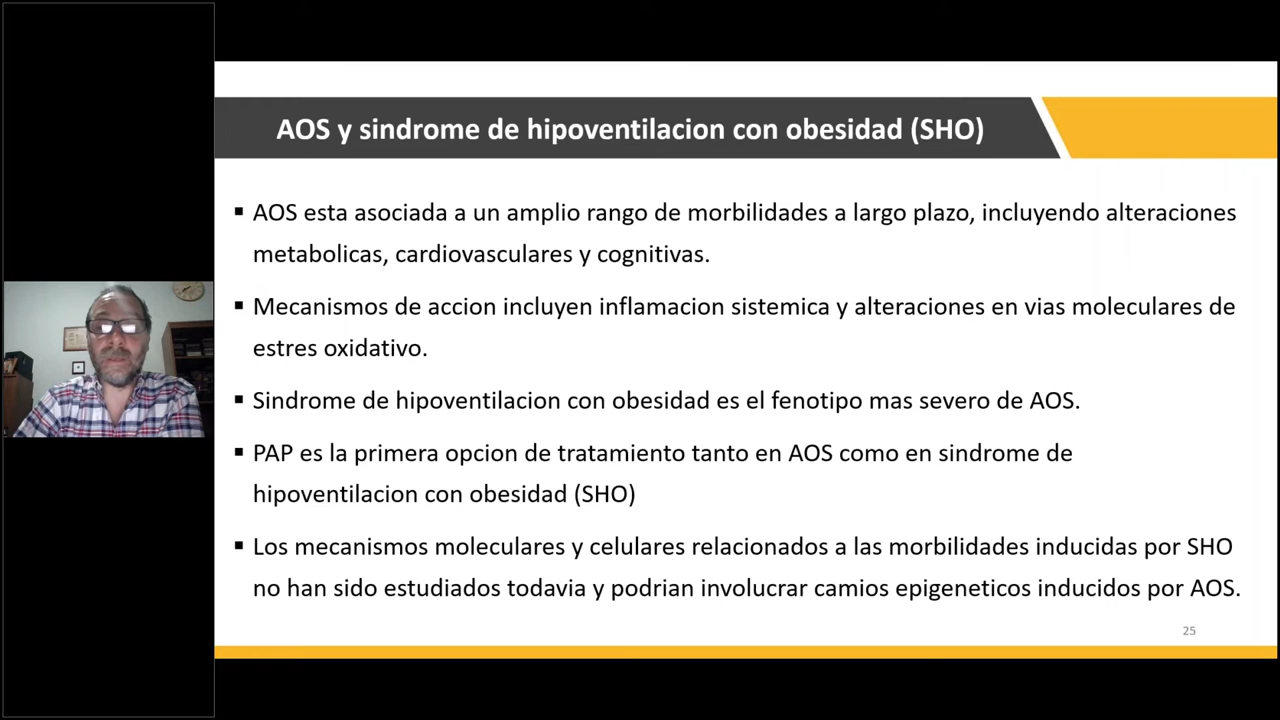 AOS y sindrome de hipoventilacion con obesidad (SHO)
▪ AOS esta asociada a un amplio rango de morbilidades a largo plazo, incluyendo alteraciones
metabolicas, cardiovasculares y cognitivas.
▪ Mecanismos de accion incluyen inflamacion sistemica y alteraciones en vias moleculares de
estres oxidativo.
▪ Sindrome de hipoventilacion con obesidad es el fenotipo mas severo de AOS.
▪ PAP es la primera opcion de tratamiento tanto en AOS como en sindrome de
hipoventilacion con obesidad (SHO)
▪ Los mecanismos moleculares y celulares relacionados a las morbilidades inducidas por SHO
no han sido estudiados todavia y podrian involucrar camios epigeneticos inducidos por AOS.
25